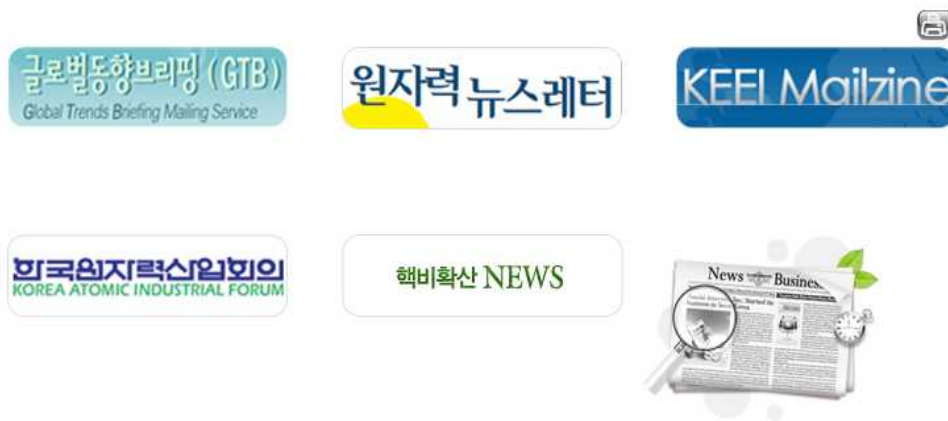 글로벌동향브리핑 (GTB)
Global Trends Briefing Mailing Service
원자력 뉴스레터
KEEI Mailzine
한국원자력산업회의
KOREA ATOMIC INDUSTRIAL FORUM
핵비확산 NEWS
News Business